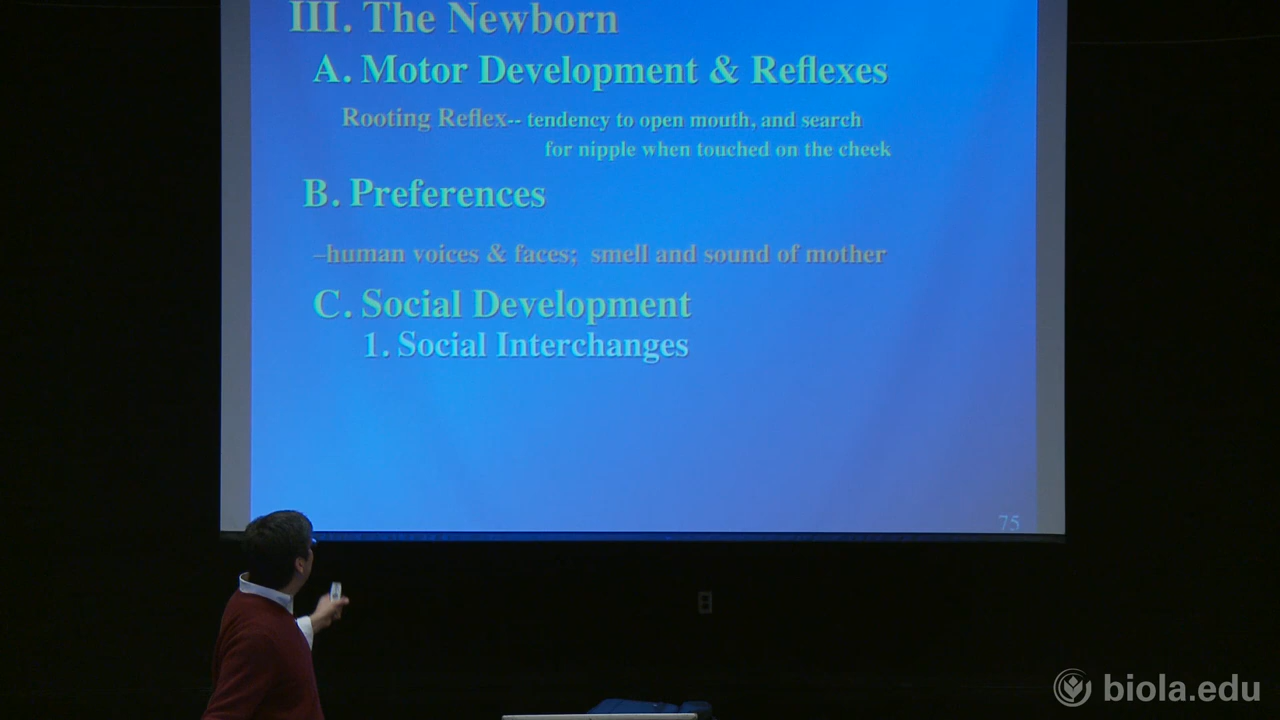 III. The Newborn
A. Motor Development & Reflexes
Rooting Reflex-- tendency to open mouth, and search
for nipple when touched on the cheek
B. Preferences
–human voices & faces; smell and sound of mother
C. Social Development
1. Social Interchanges
75
biola.edu